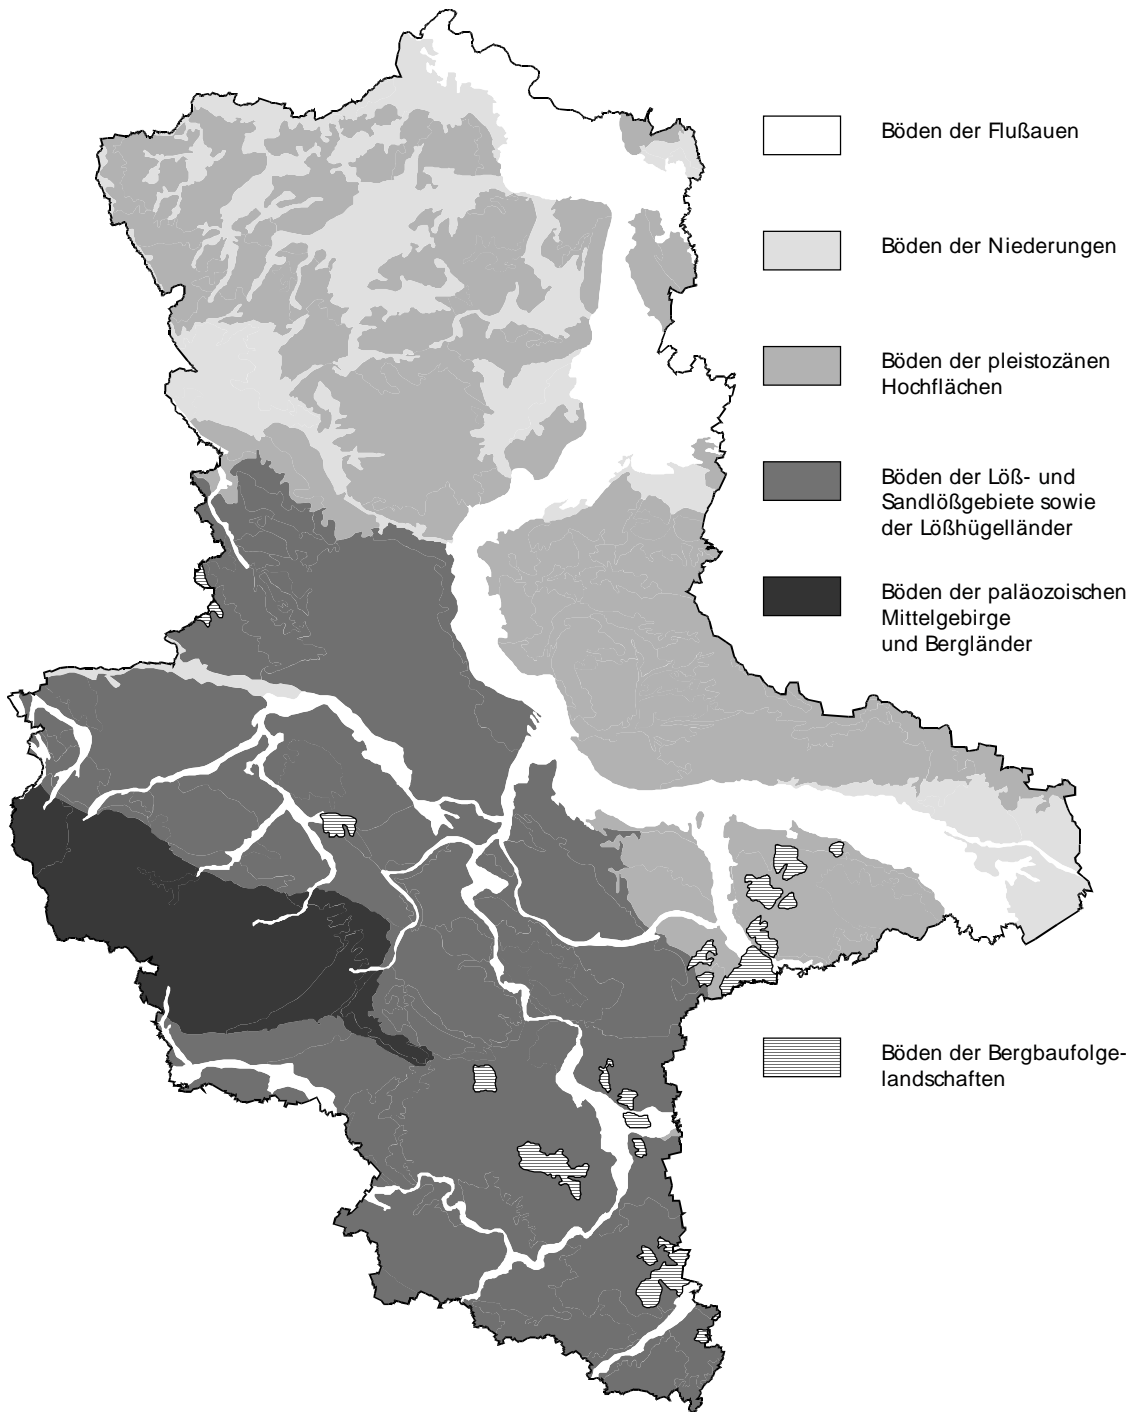 Böden der Flußauen
Böden der Niederungen
Böden der pleistozänen
Hochflächen
Böden der Löß- und
Sandlößgebiete sowie
der Lößhügelländer
Böden der paläozoischen
Mittelgebirge
und Bergländer
Böden der Bergbaufolge-
landschaften